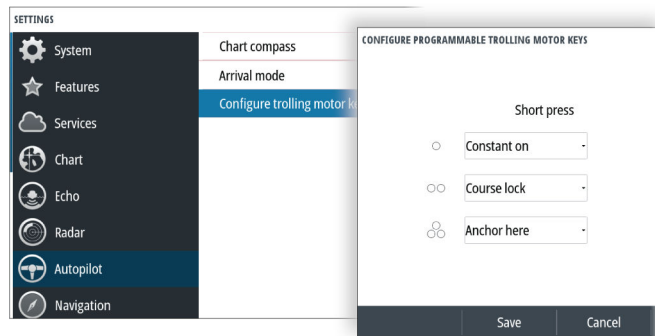 SETTINGS
System
Features
Services
Chart
Echo
Radar
Autopilot
Navigation
Chart compass
Arrival mode
Configure trolling motor
CONFIGURE PROGRAMMABLE TROLLING MOTOR KEYS
Short press
Constant on
Course lock
Anchor here
Save Cancel